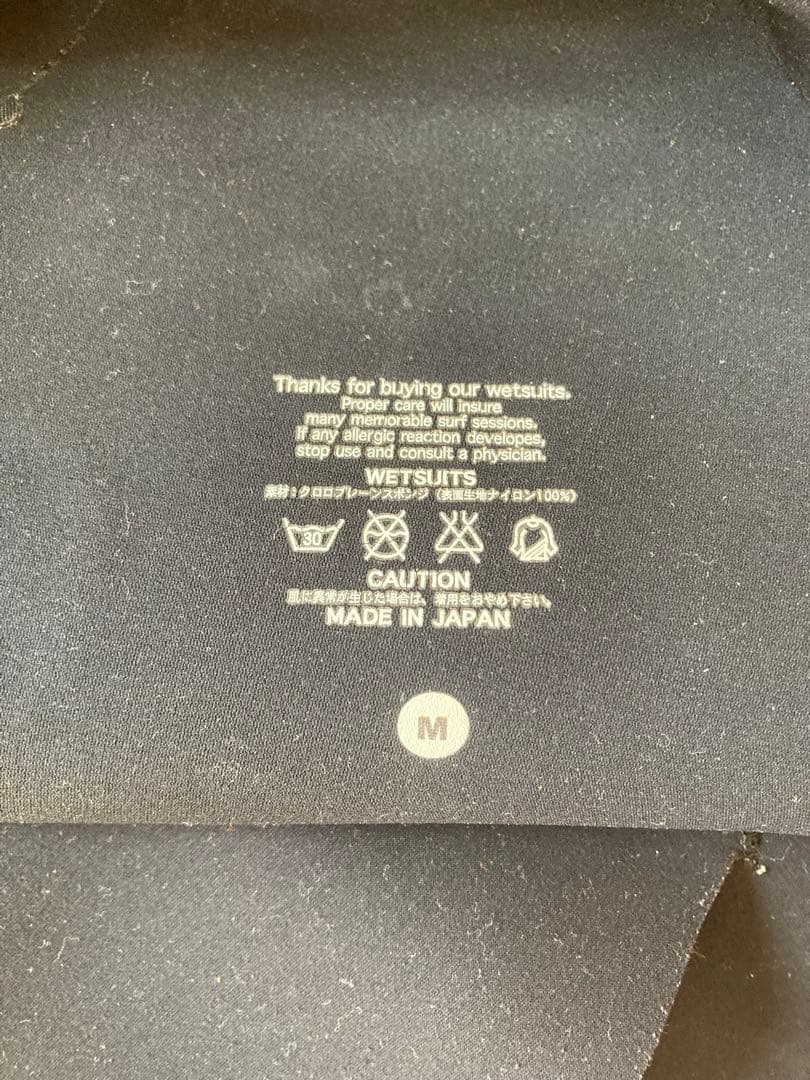 Thanks for buying our wetsuits.
Proper care will insure
many memorable surf sessions.
If any allergic reaction developes,
stop use and consult a physician.
WETSUITS
素材：クロロプレーンスポンジ（表面生地ナイロン100%）
30
CAUTION
肌に異常が生じた場合は、着用をおやめ下さい。
MADE IN JAPAN
M